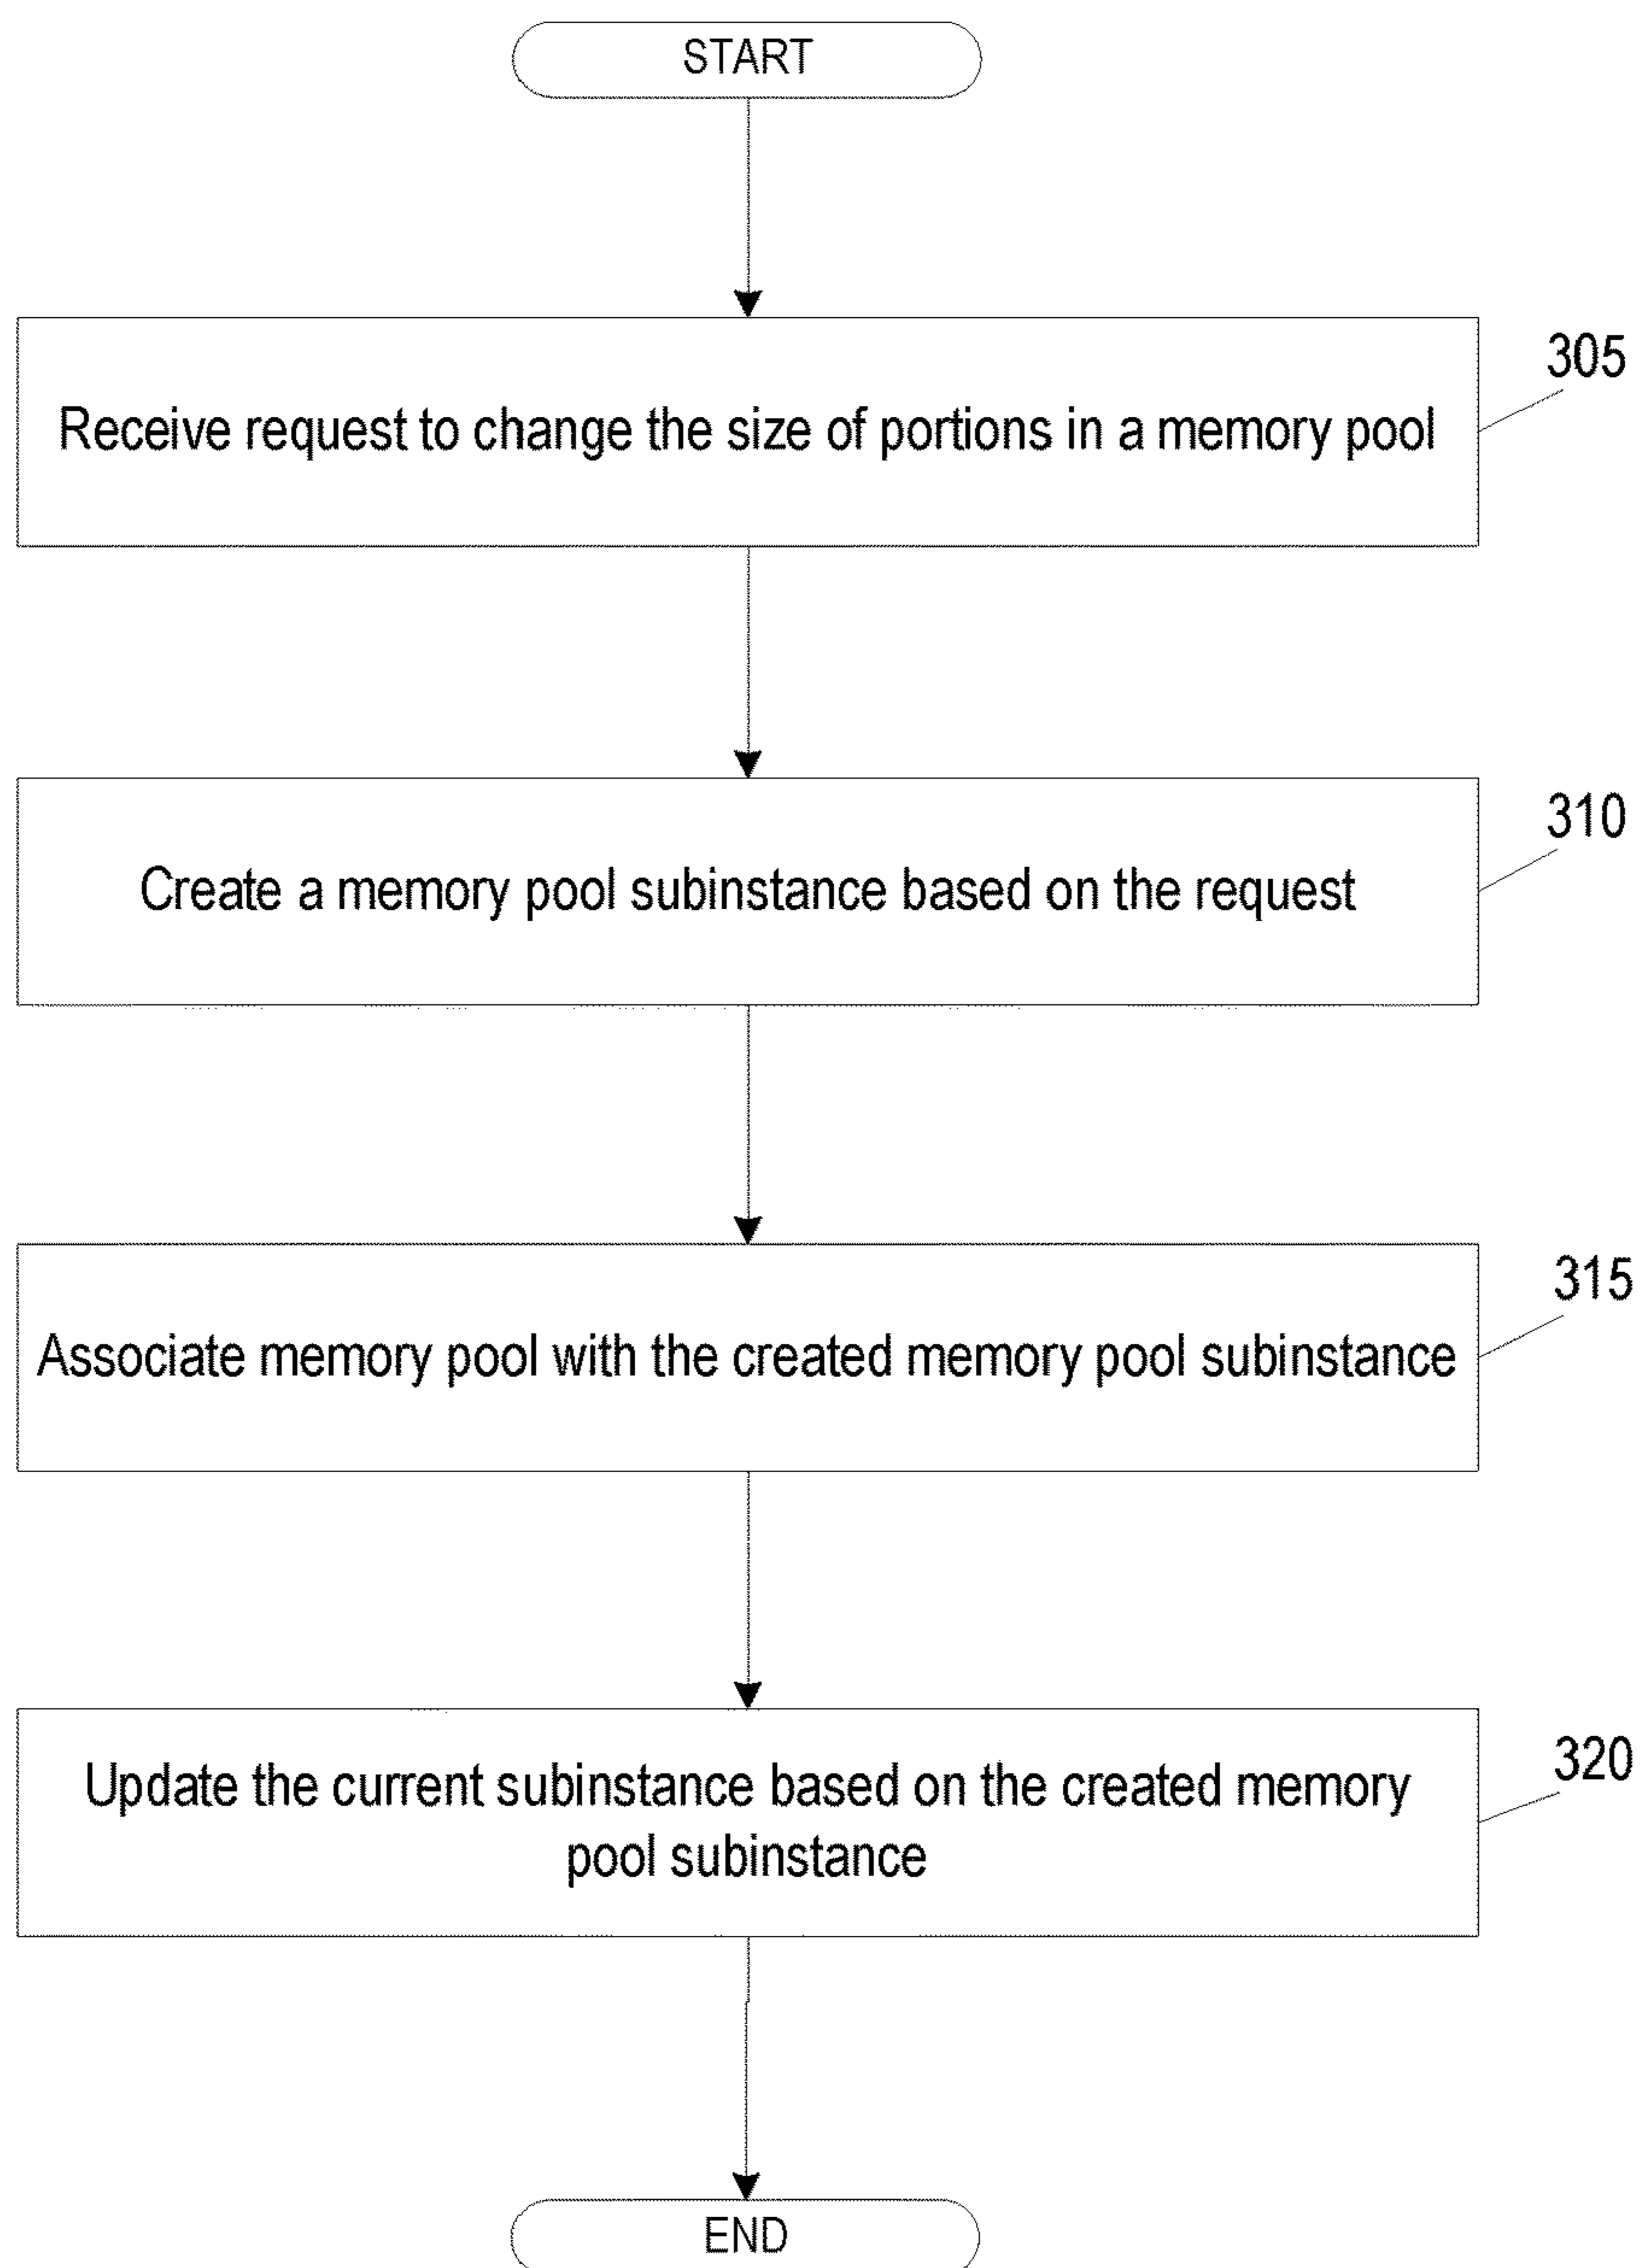 START
305
Receive request to change the size of portions in a memory pool
310
Create a memory pool subinstance based on the request
315
Associate memory pool with the created memory pool subinstance
320
Update the current subinstance based on the created memory
pool subinstance
END